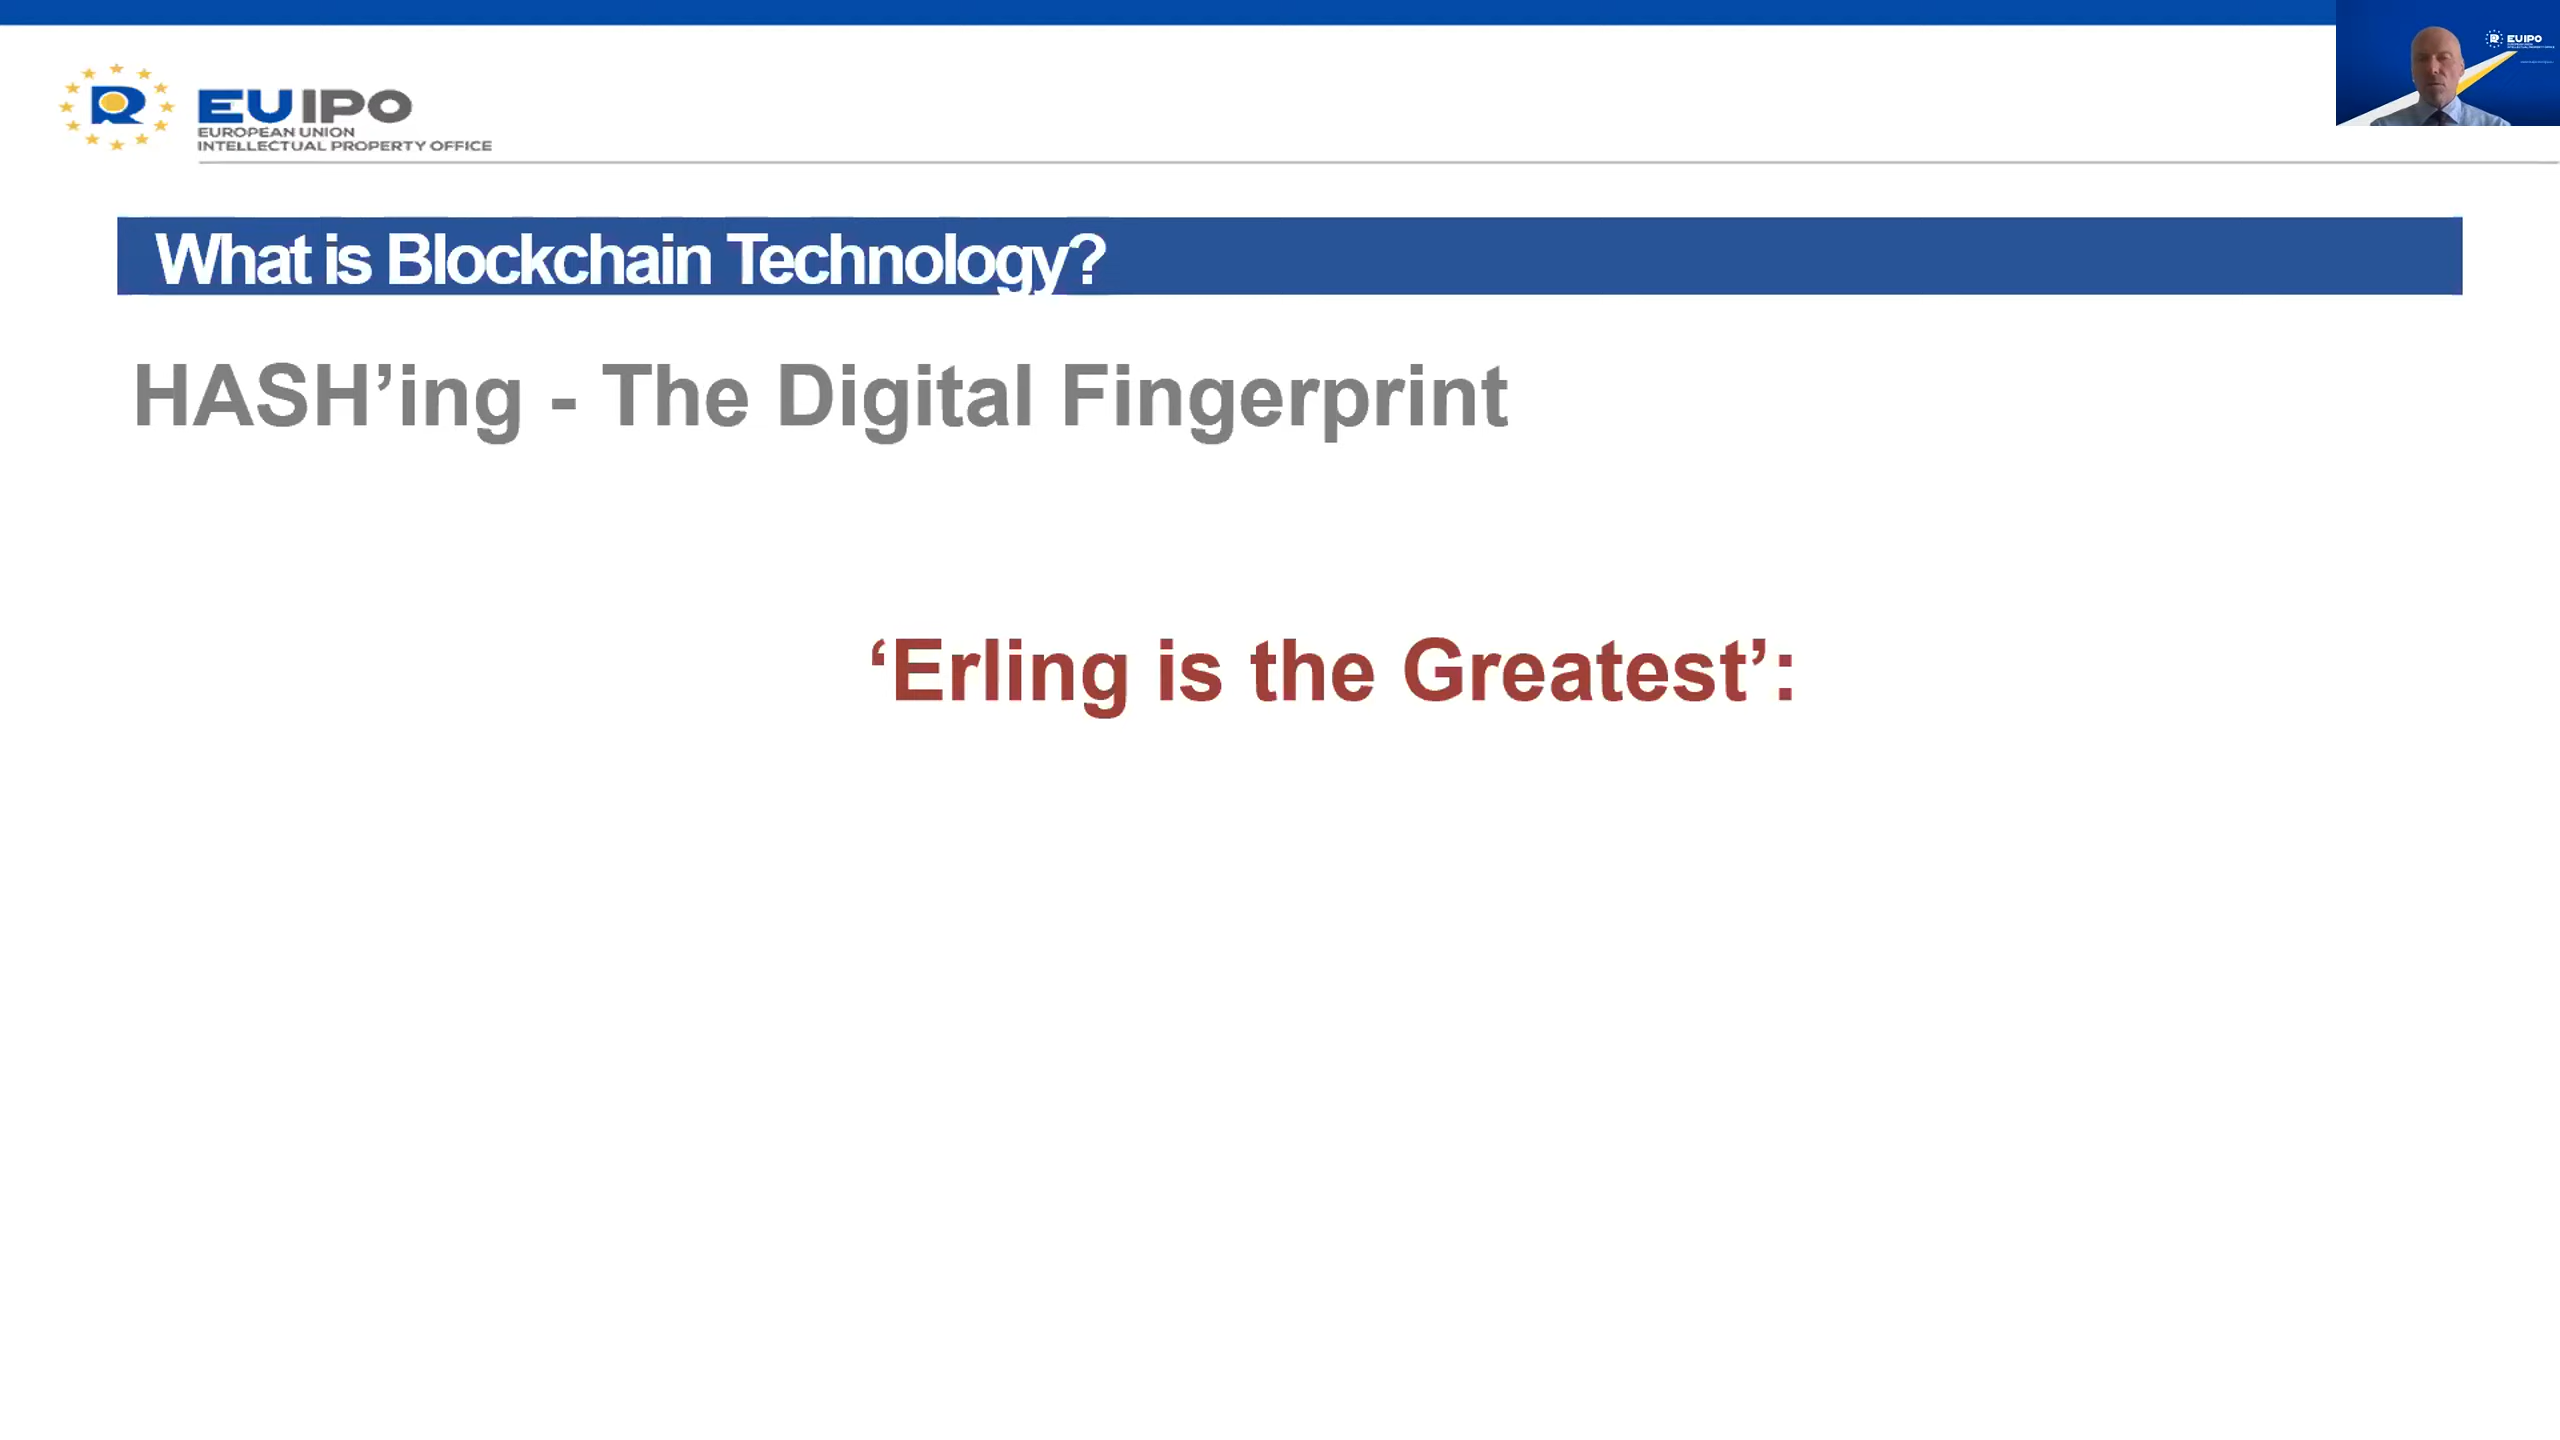 EUIPO
EUROPEAN UNION
INTELLECTUAL PROPERTY OFFICE
EUIPO
What is Blockchain Technology?
HASH’ing - The Digital Fingerprint
‘Erling is the Greatest’: